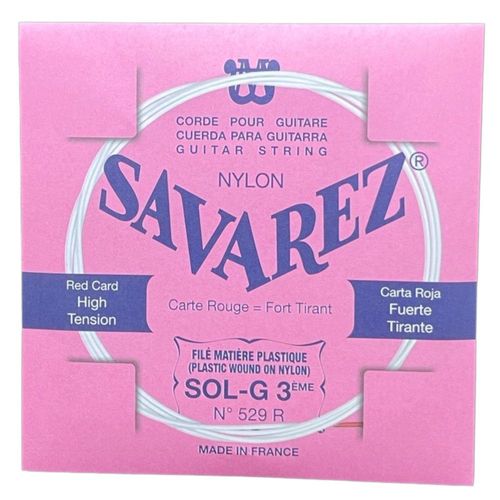 CORDE POUR GUITARE
CUERDA PARA GUITARRA
GUITAR STRING
NYLON
SAVAREZ®
Red Card
High
Tension
Carte Rouge = Fort Tirant
Carta Roja
Fuerte
Tirante
FILÉ MATIÈRE PLASTIQUE
(PLASTIC WOUND ON NYLON)
SOL-G 3ÈME
N° 529 R
MADE IN FRANCE